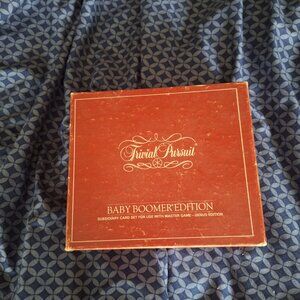 Trivial Pursuit
BABY BOOMER EDITION
SUBSIDIARY CARD SET FOR USE WITH MASTER GAME — GENUS EDITION